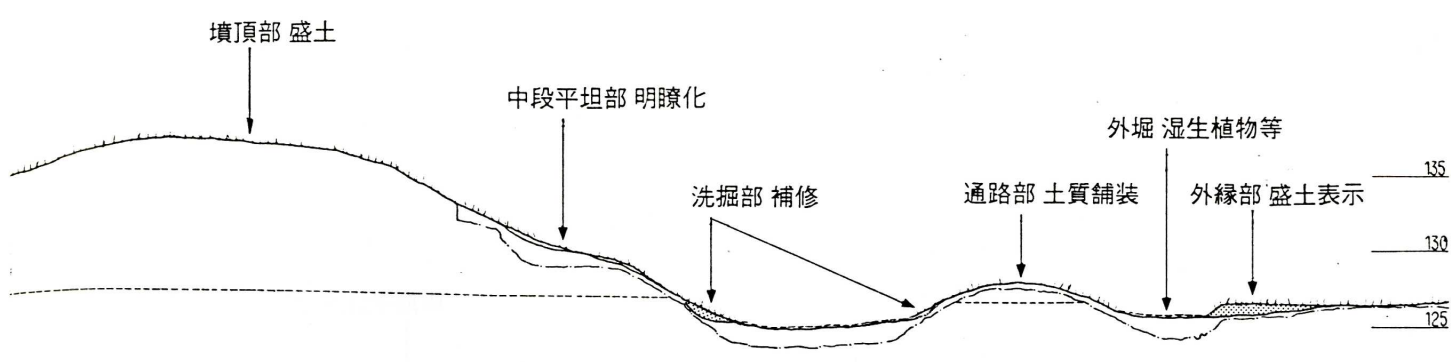 墳頂部 盛土
中段平坦部 明瞭化
外堀 湿生植物等
洗掘部 補修
通路部 土質舗装
外縁部 盛土表示
135
130
125